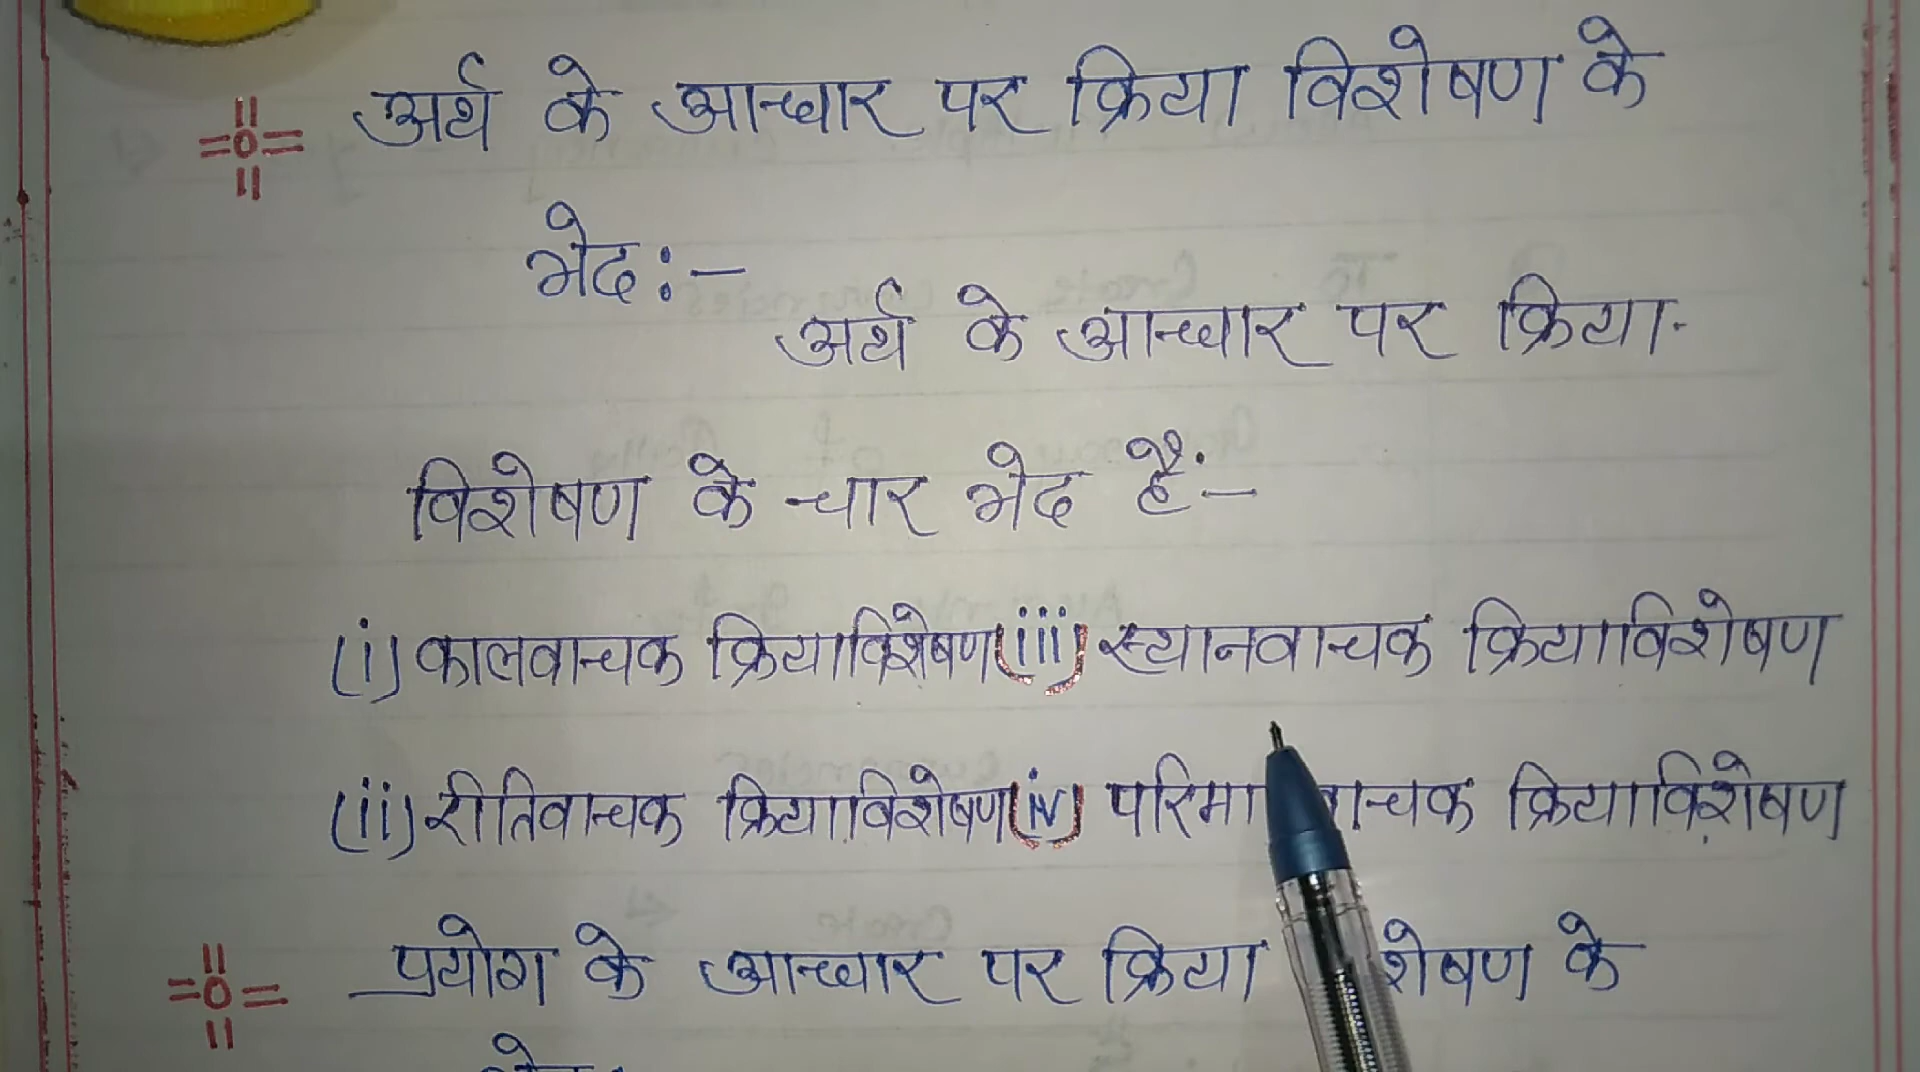 अर्थ के आधार पर क्रिया विशेषण के
भेद:-
अर्थ के आधार पर क्रिया-
विशेषण के चार भेद हैं:-
(i) कालवाचक क्रियाविशेषण (iii) स्थानवाचक क्रियाविशेषण
(ii) रीतिवाचक क्रियाविशेषण (iv) परिमा वाचक क्रियाविशेषण
प्रयोग के आधार पर क्रिया शेषण के